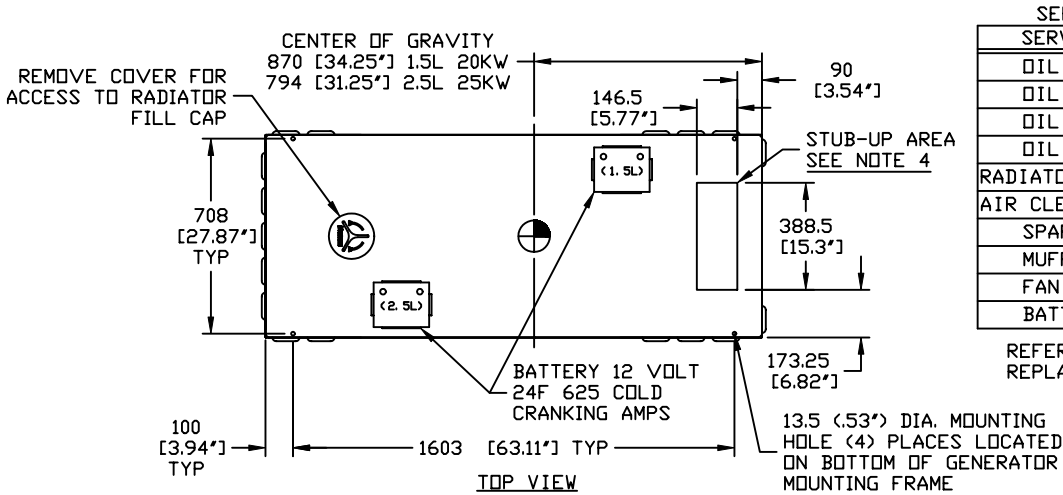 CENTER OF GRAVITY
870 [34.25"] 1.5L 20KW
794 [31.25"] 2.5L 25KW
REMOVE COVER FOR
ACCESS TO RADIATOR
FILL CAP
90
[3.54"]
146.5
[5.77"]
STUB-UP AREA
SEE NOTE 4
(1.5L)
708
[27.87"]
TYP
388.5
[15.3"]
(2.5L)
173.25
[6.82"]
BATTERY 12 VOLT
24F 625 COLD
CRANKING AMPS
100
[3.94"]
TYP
1603 [63.11"] TYP
TOP VIEW
13.5 (.53") DIA. MOUNTING
HOLE (4) PLACES LOCATED
ON BOTTOM OF GENERATOR
MOUNTING FRAME
SE
SERV
OIL
OIL
OIL
OIL
RADIATO
AIR CLE
SPAR
MUFF
FAN
BATT
REFER
REPLA